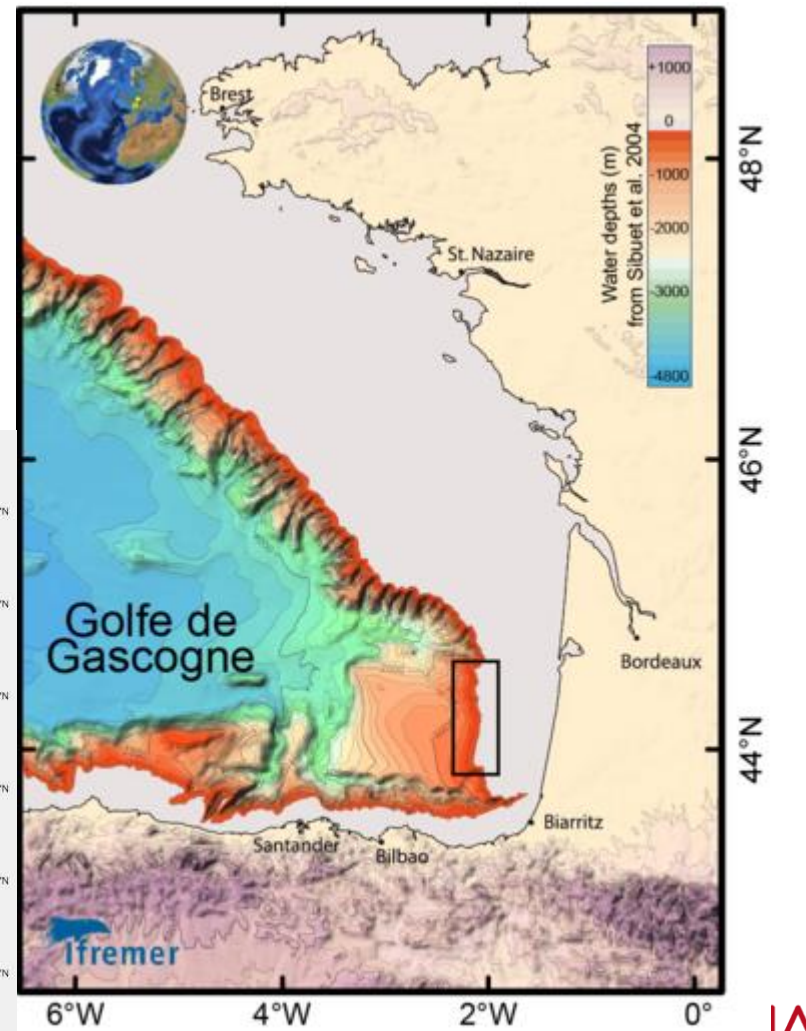 Brest
+1000
0
-1000
-2000
-3000
-4800
Water depths (m)
from Sibuet et al. 2004
48°N
St. Nazaire
46°N
Golfe de
Gascogne
Bordeaux
44°N
Biarritz
Santander
Bilbao
Ifremer
6°W
4°W
2°W
0°